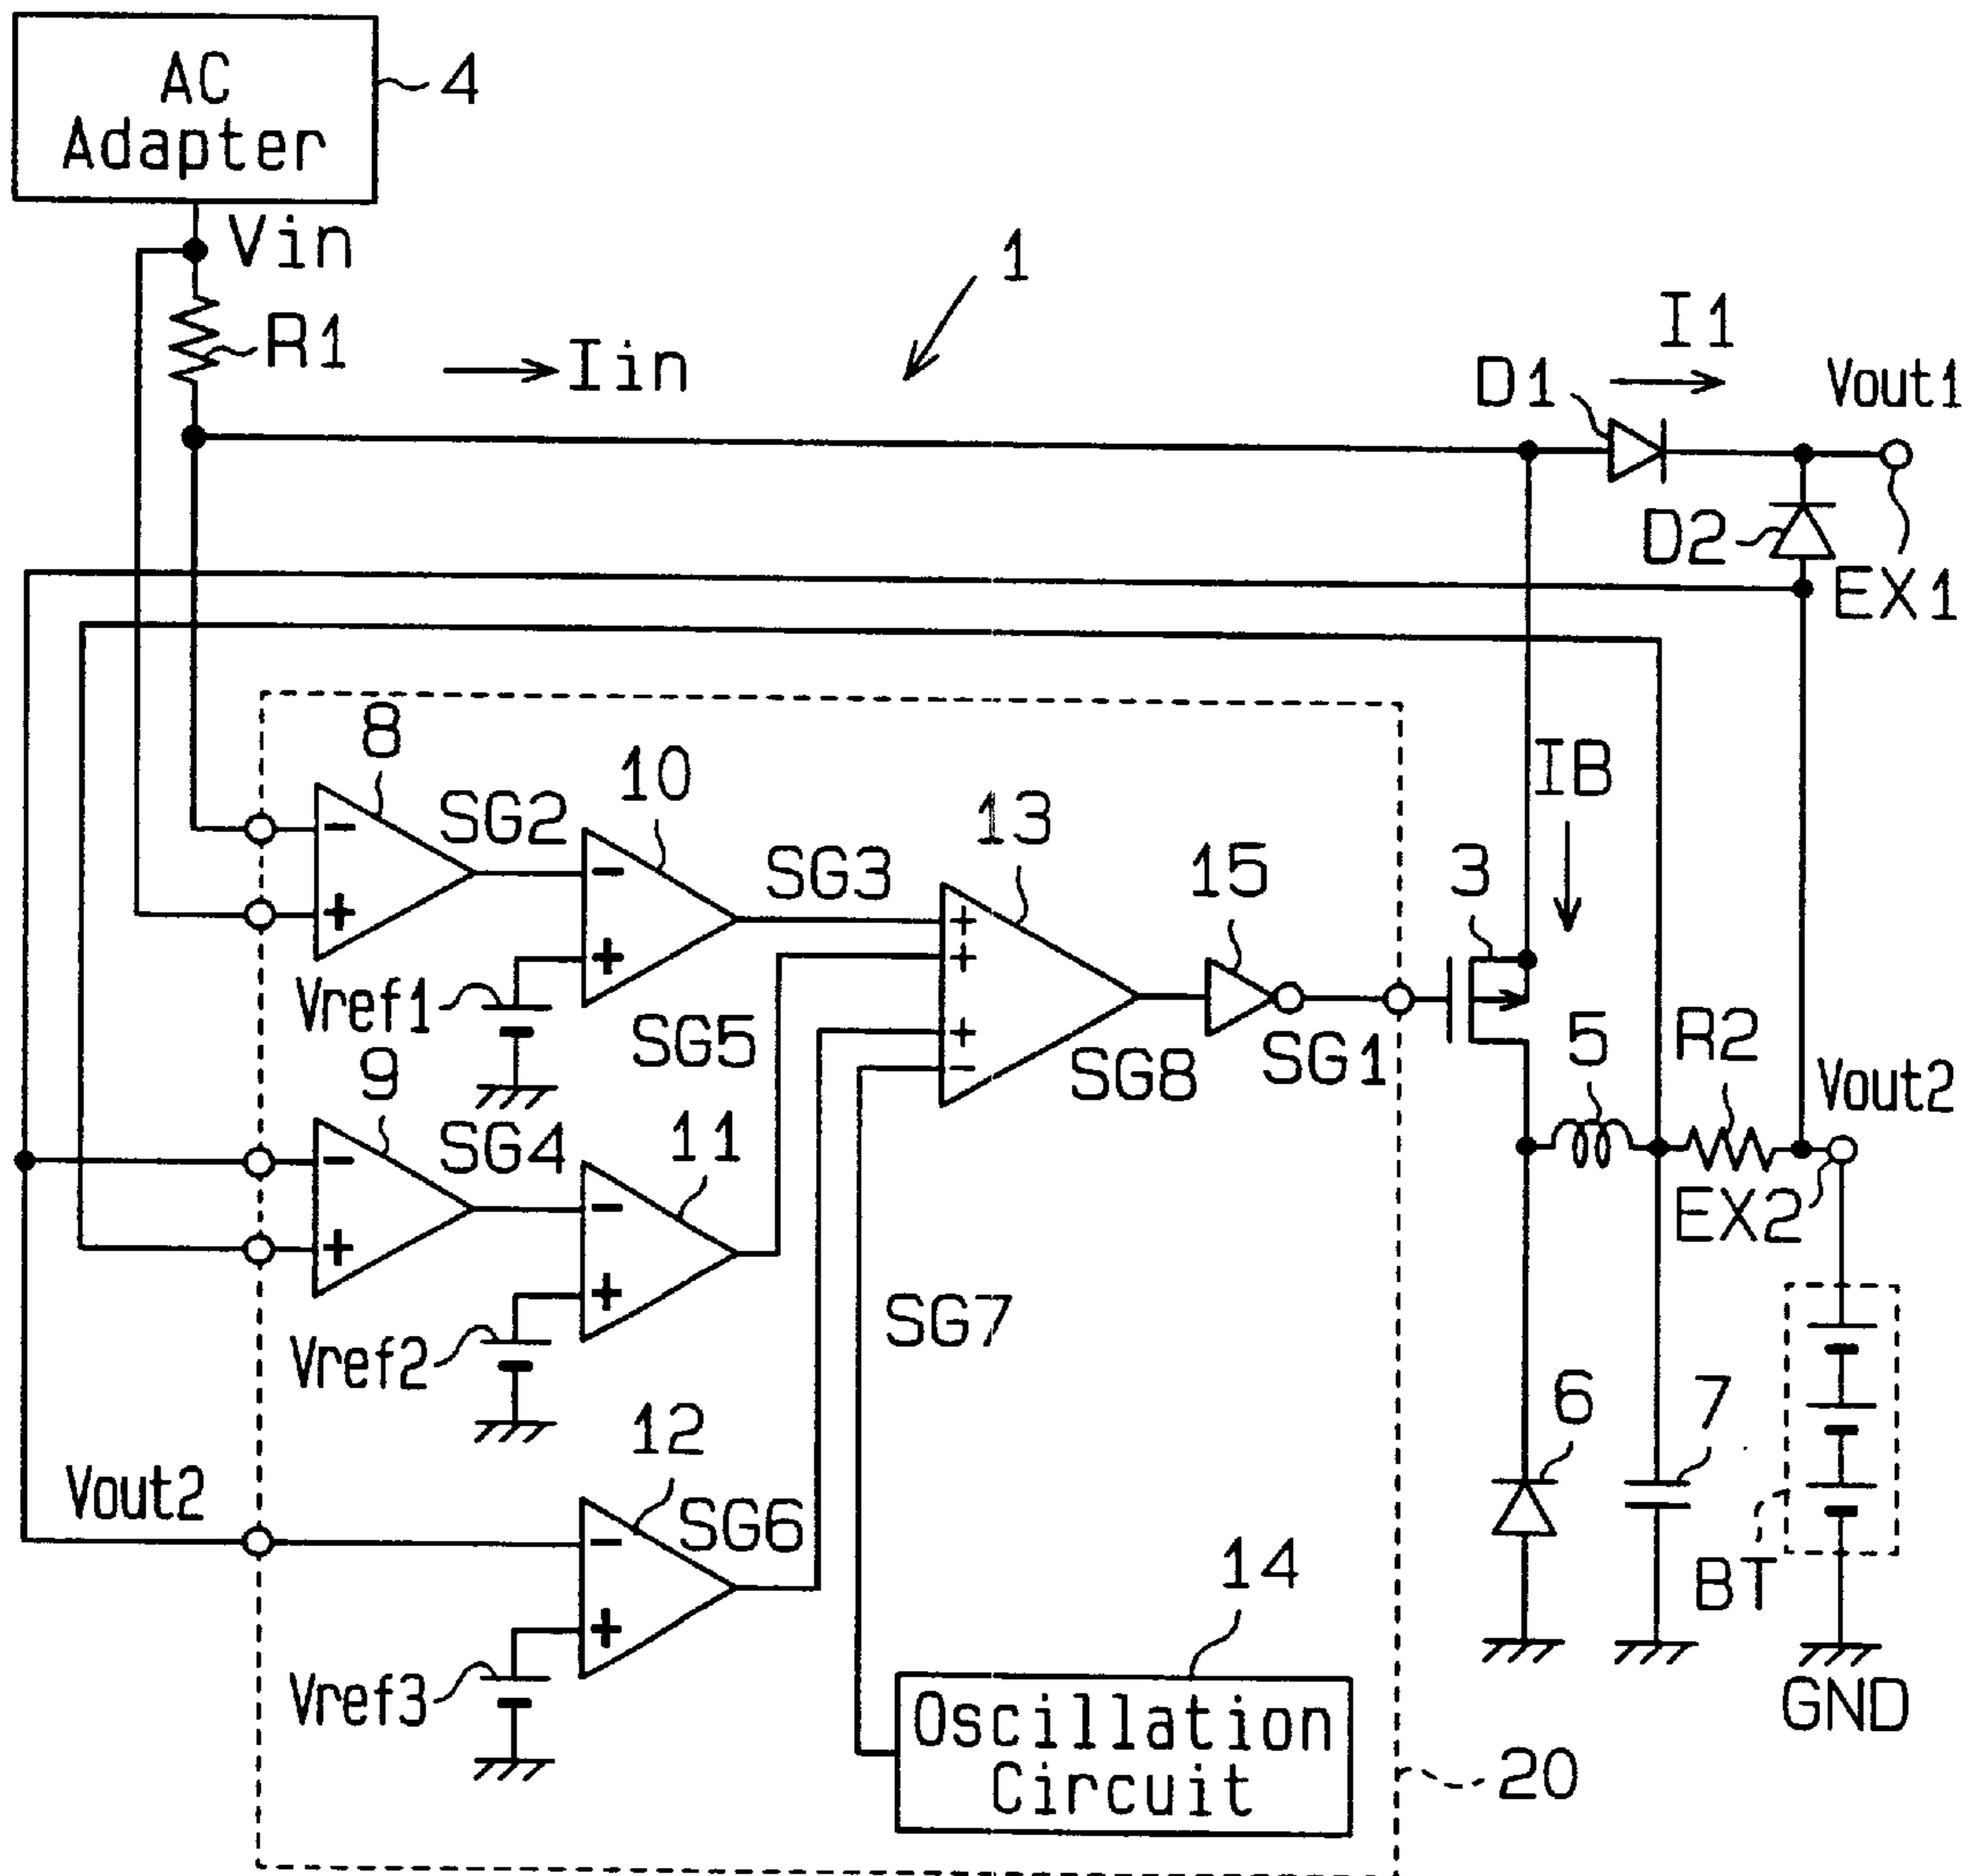 AC
Adapter
4
Vin
R1
Iin
1
I1
D1
Vout1
D2
EX1
8
SG2
10
SG3
13
15
IB
3
-
+
-
+
Vref1
SG5
+
+
+
-
SG8
SG1
5
R2
Vout2
9
SG4
11
EX2
-
+
-
+
Vref2
SG7
12
6
7
Vout2
SG6
-
+
14
BT
Vref3
GND
Oscillation
Circuit
20